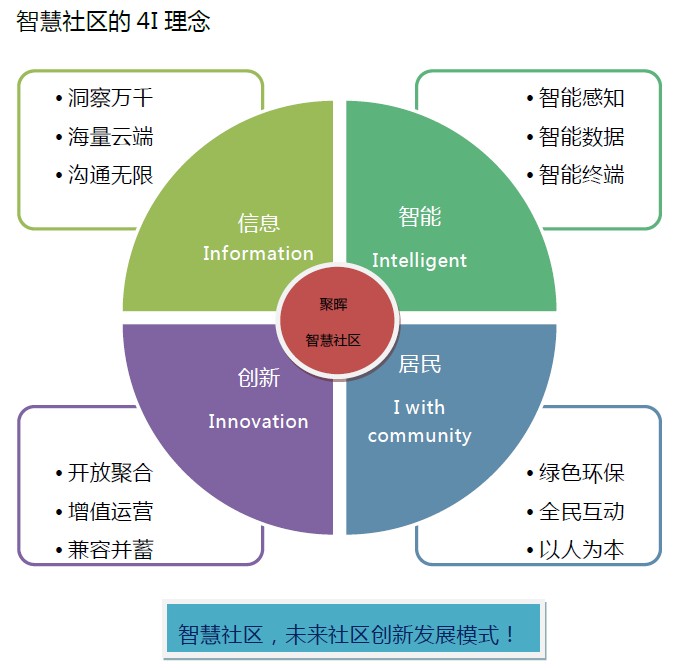 智慧社区的 4I 理念
• 洞察万千
• 海量云端
• 沟通无限
• 智能感知
• 智能数据
• 智能终端
信息
Information
智能
Intelligent
聚晖
智慧社区
创新
Innovation
居民
I with
community
• 开放聚合
• 增值运营
• 兼容并蓄
• 绿色环保
• 全民互动
• 以人为本
智慧社区，未来社区创新发展模式！